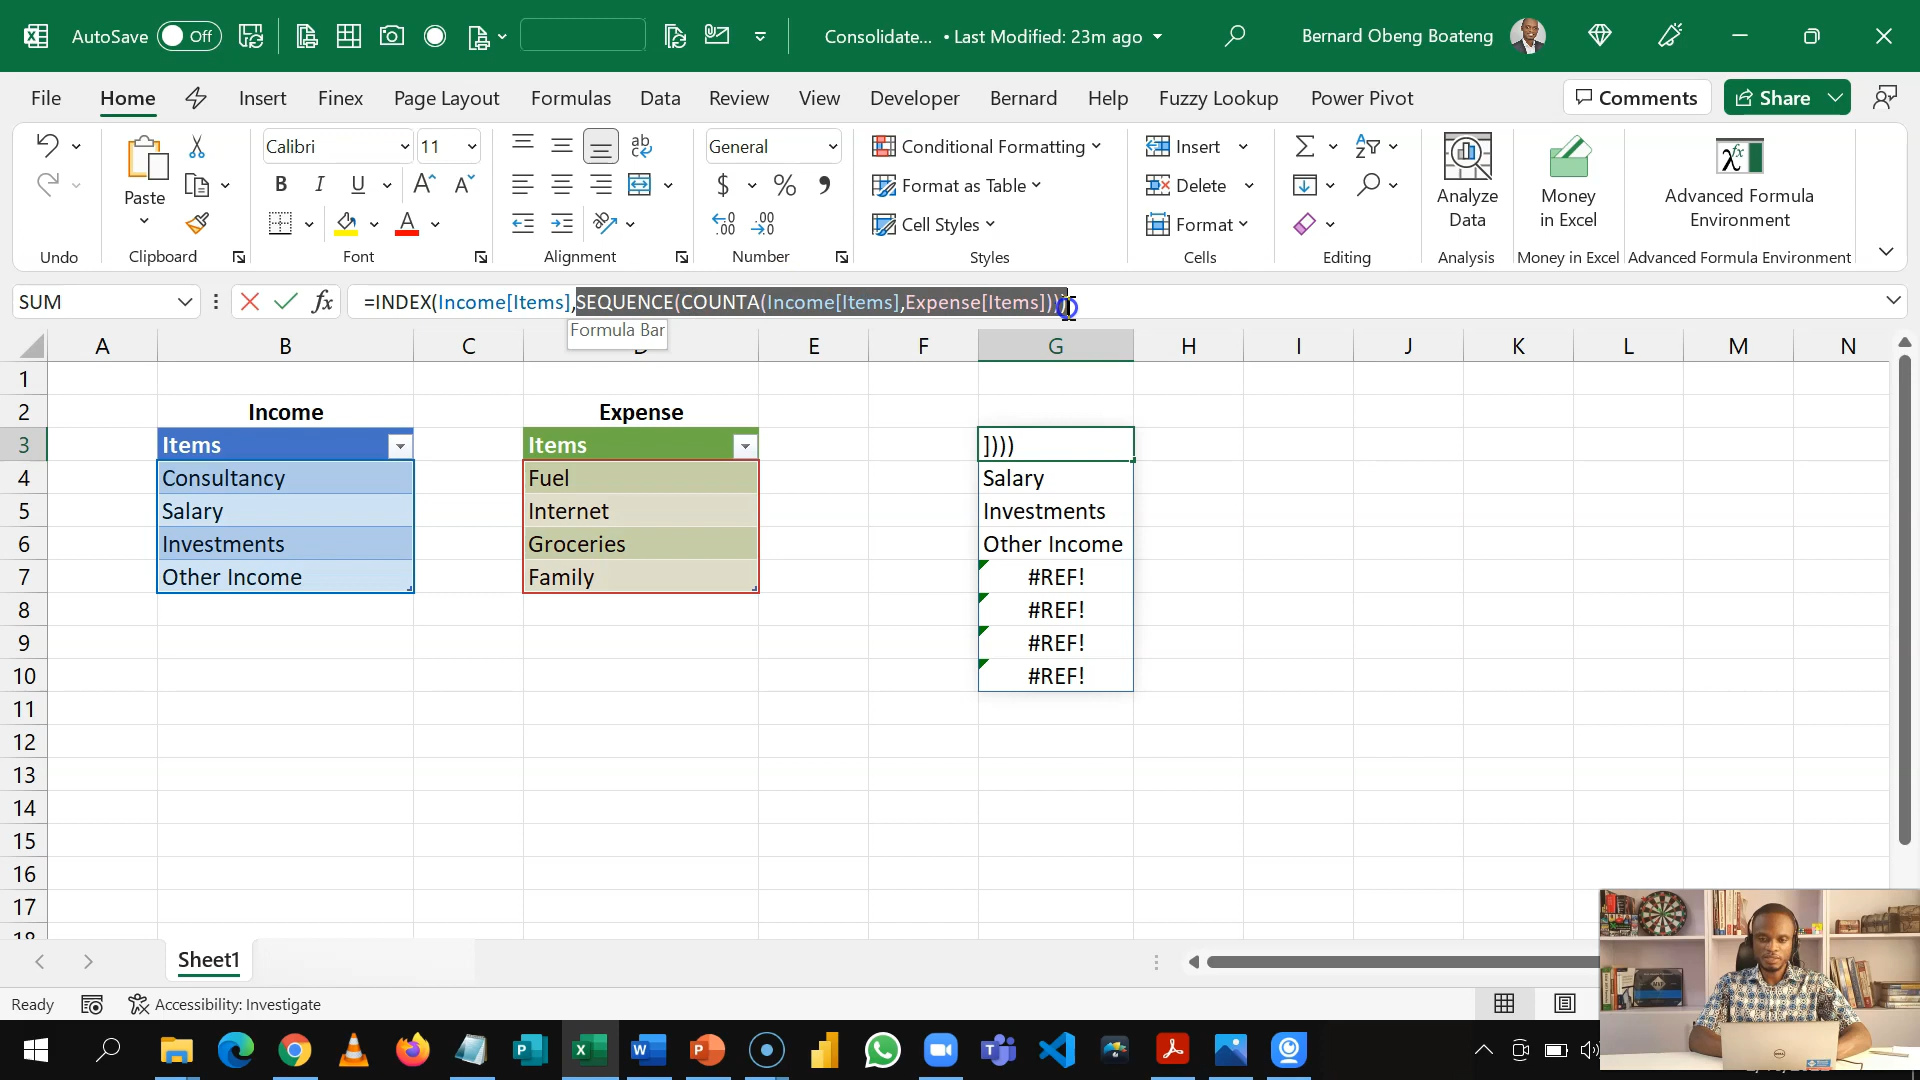 AutoSave Off Consolidate... • Last Modified: 23m ago Bernard Obeng Boateng
File Home Insert Finex Page Layout Formulas Data Review View Developer Bernard Help Fuzzy Lookup Power Pivot Comments Share
Paste Calibri 11 General Conditional Formatting Insert
B I U Format as Table Delete
Cell Styles Format
Analyze Data
Money in Excel
Advanced Formula Environment
Undo Clipboard Font Alignment Number Styles Cells Editing Analysis Money in Excel Advanced Formula Environment
SUM =INDEX(Income[Items],SEQUENCE(COUNTA(Income[Items],Expense[Items])))
Formula Bar
A B C D E F G H I J K L M N
1
2 Income Expense
3 Items Items ])))
4 Consultancy Fuel Salary
5 Salary Internet Investments
6 Investments Groceries Other Income
7 Other Income Family #REF!
8 #REF!
9 #REF!
10 #REF!
11
12
13
14
15
16
17
18
Sheet1
Ready Accessibility: Investigate